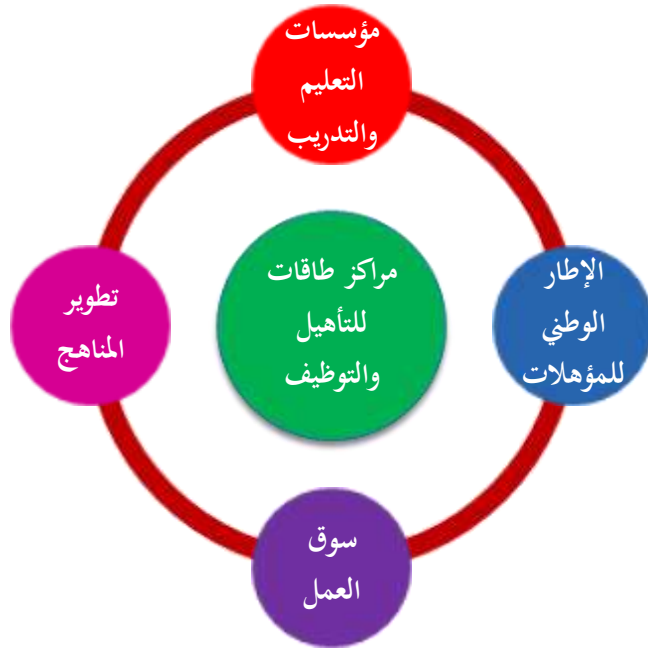 مؤسسات
التعليم
والتدريب
الإطار
الوطني
للمؤهلات
مراكز طاقات
للتأهيل
والتوظيف
تطوير
المناهج
سوق
العمل